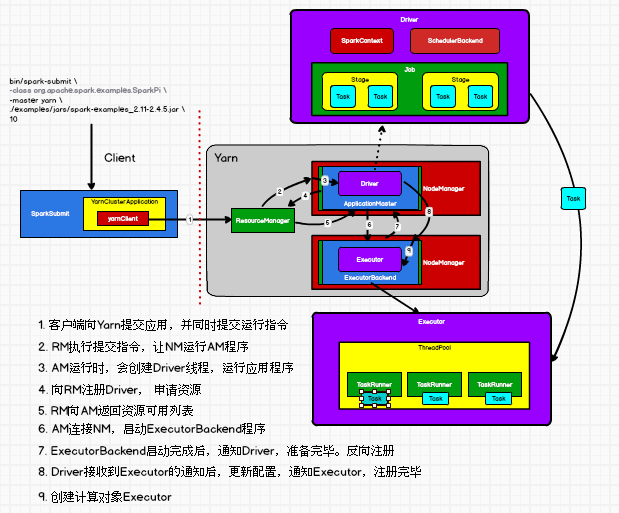 Driver
SparkContext
SchedulerBackend
Job
Stage
Stage
Task
Task
Task
Task
bin/spark-submit \
-class org.apache.spark.examples.SparkPi \
-master yarn \
./examples/jars/spark-examples_2.11-2.4.5.jar \
10
Client
Yarn
SparkSubmit
YarnClusterApplication
yarnClient
1
ResourceManager
2
3
4
5
Driver
ApplicationMaster
NodeManager
6
7
8
9
Executor
ExecutorBackend
NodeManager
Task
Executor
ThreadPool
TaskRunner
TaskRunner
TaskRunner
Task
Task
Task
1. 客户端向Yarn提交应用，并同时提交运行指令
2. RM执行提交指令，让NM运行AM程序
3. AM运行时，会创建Driver线程，运行应用程序
4. 向RM注册Driver， 申请资源
5. RM向AM返回资源可用列表
6. AM连接NM，启动ExecutorBackend程序
7. ExecutorBackend启动完成后，通知Driver，准备完毕。反向注册
8. Driver接收到Executor的通知后，更新配置，通知Executor，注册完毕
9. 创建计算对象Executor